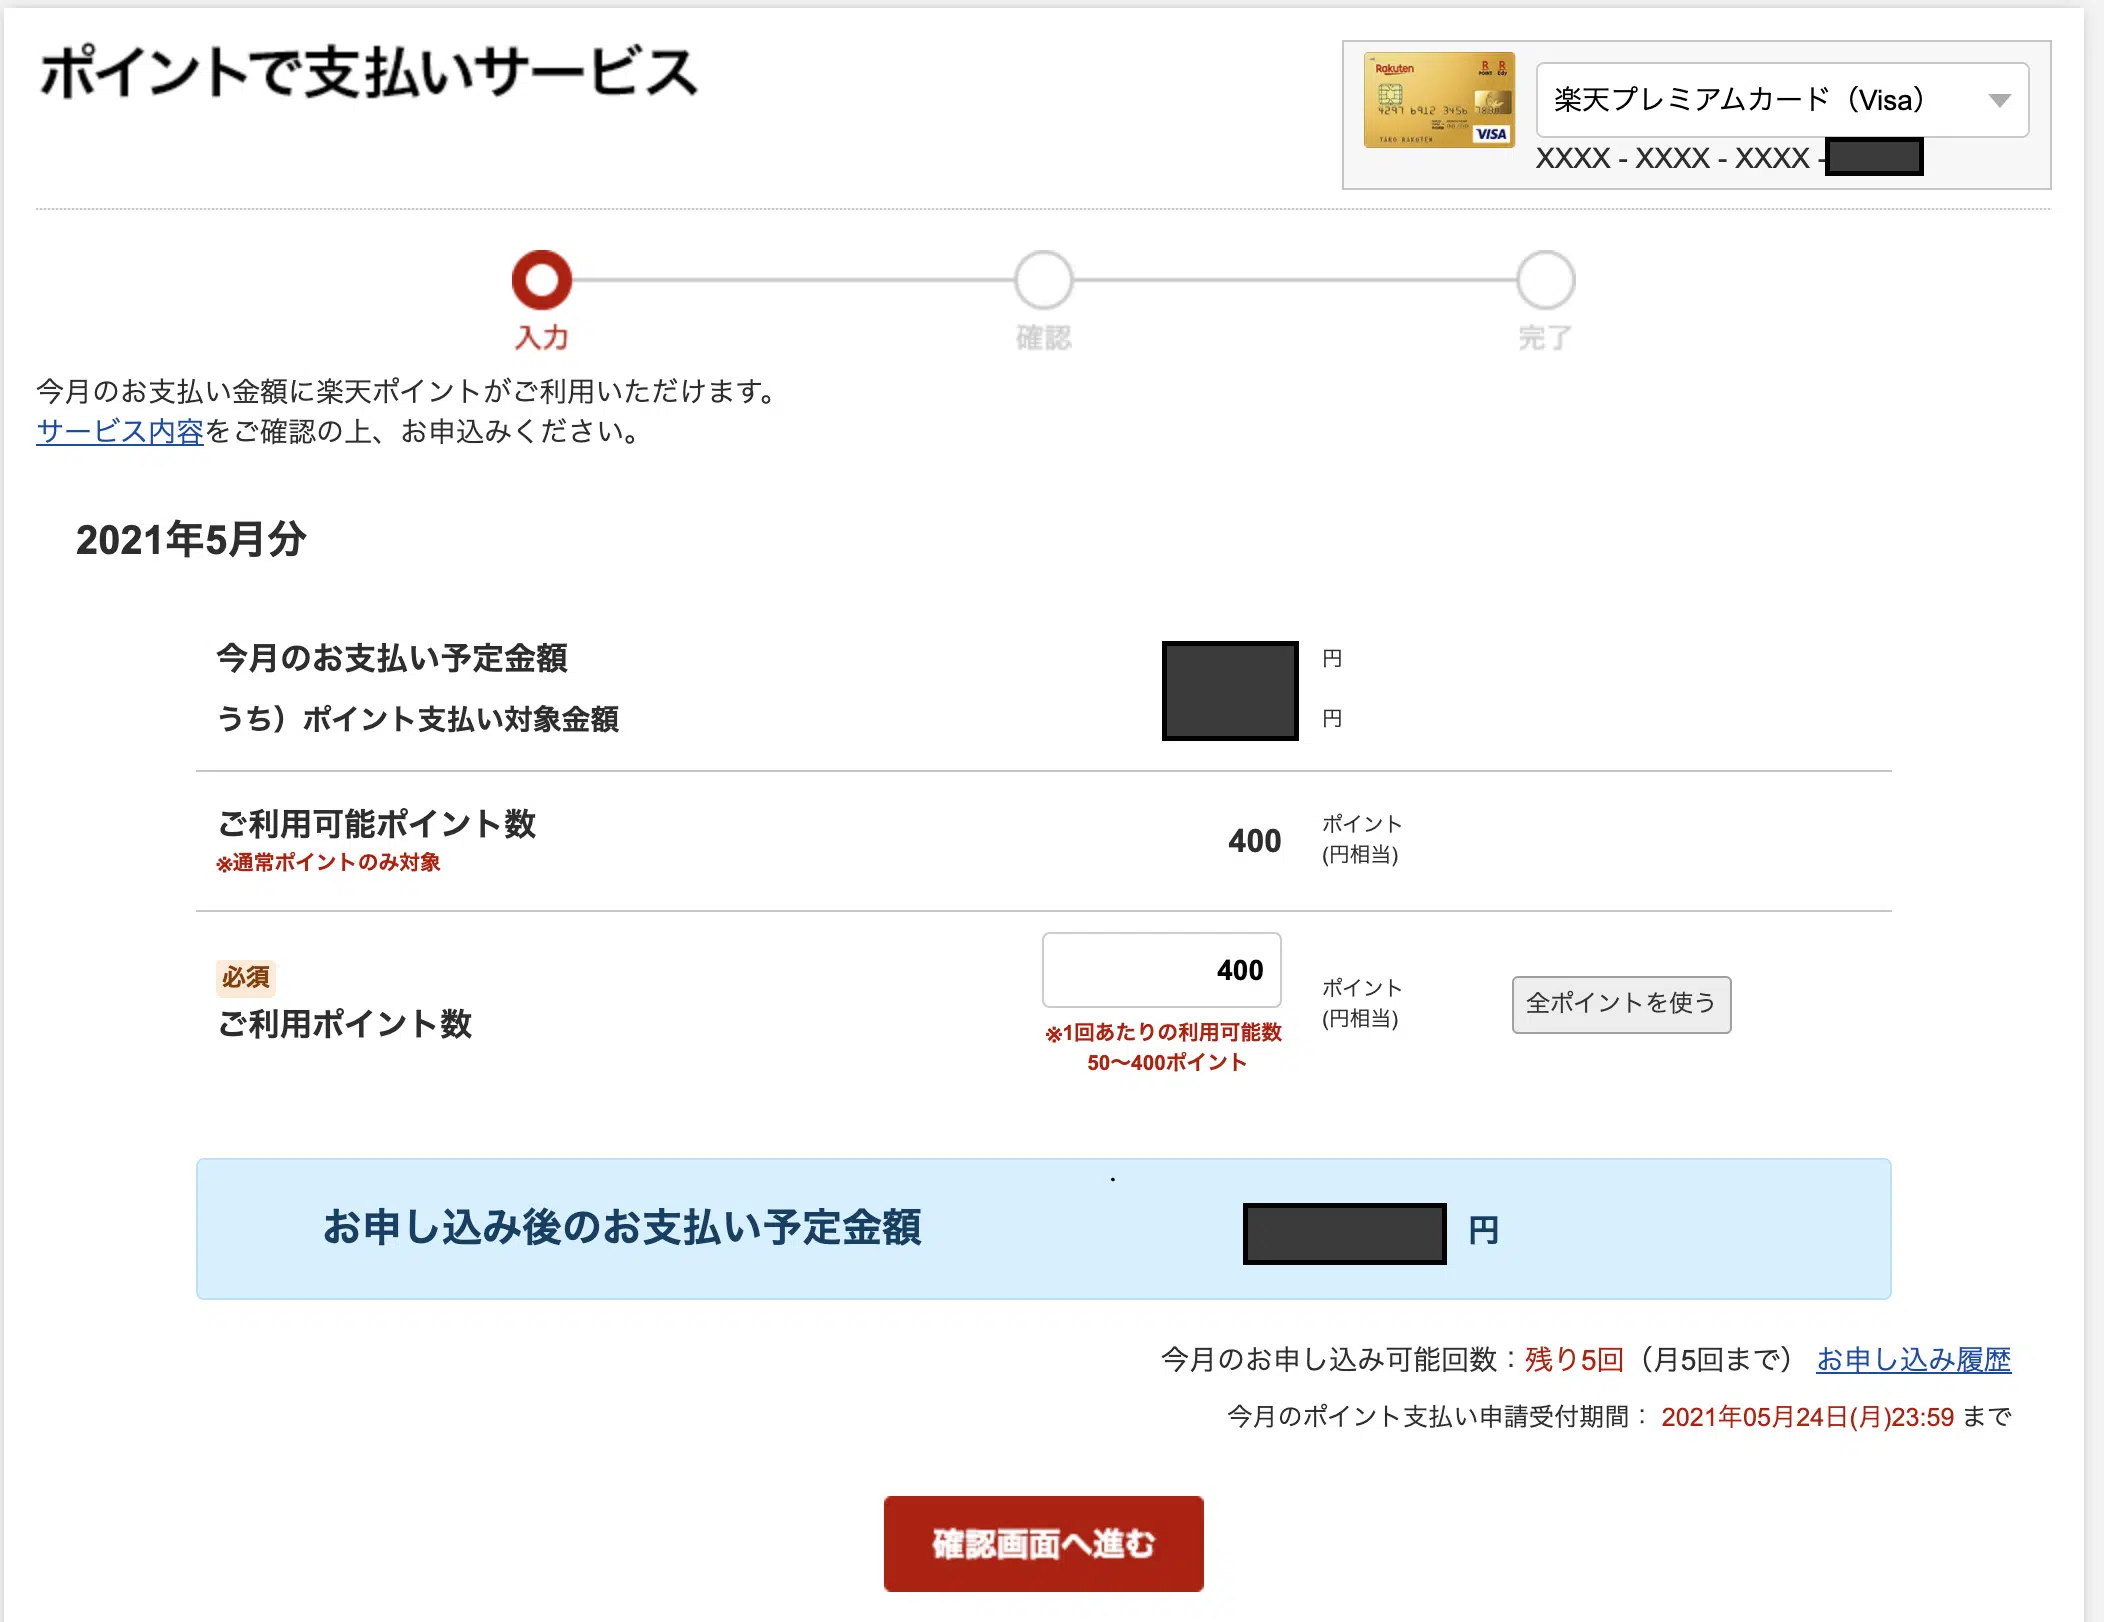 ポイントで支払いサービス
Rakuten
4297 6912 3456
VISA
TARO RAKUTEN
楽天プレミアムカード（Visa）
XXXX - XXXX - XXXX -
入力
確認
完了
今月のお支払い金額に楽天ポイントがご利用いただけます。
サービス内容をご確認の上、お申込みください。
2021年5月分
今月のお支払い予定金額 円
うち）ポイント支払い対象金額 円
ご利用可能ポイント数
※通常ポイントのみ対象
400
ポイント
(円相当)
必須
ご利用ポイント数
400
※1回あたりの利用可能数
50〜400ポイント
ポイント
(円相当)
全ポイントを使う
お申し込み後のお支払い予定金額 円
今月のお申し込み可能回数：残り5回（月5回まで） お申し込み履歴
今月のポイント支払い申請受付期間： 2021年05月24日(月)23:59 まで
確認画面へ進む